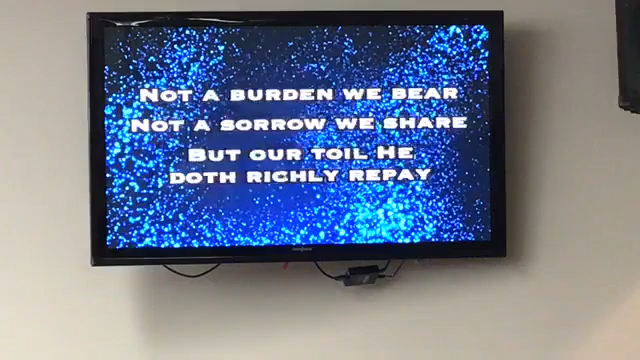 NOT A BURDEN WE BEAR
NOT A SORROW WE SHARE
BUT OUR TOIL HE
DOTH RICHLY REPAY